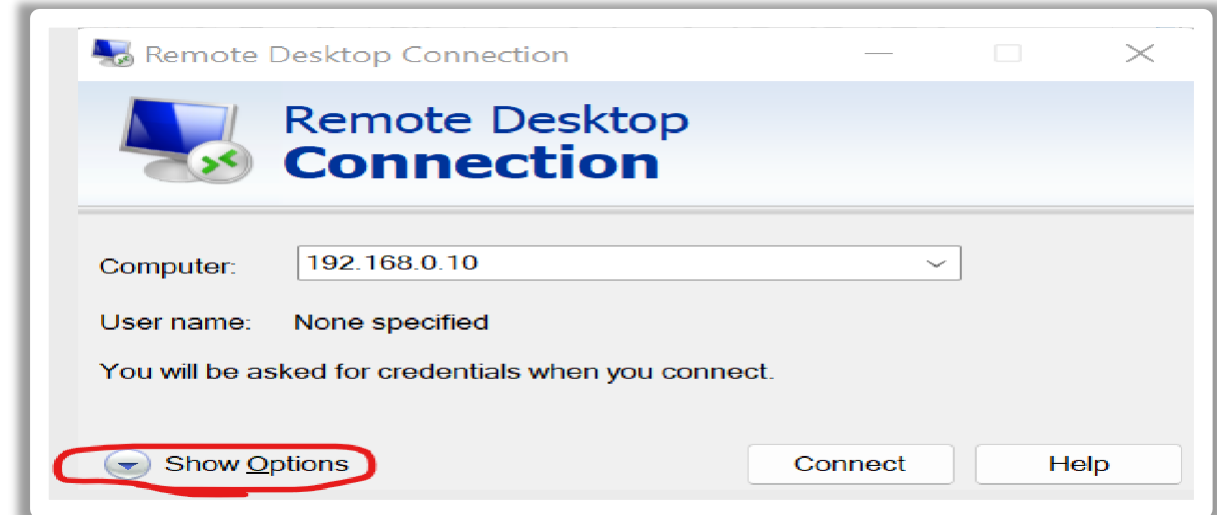 Remote Desktop Connection
Remote Desktop
Connection
Computer: 192.168.0.10
User name: None specified
You will be asked for credentials when you connect.
Show Options Connect Help